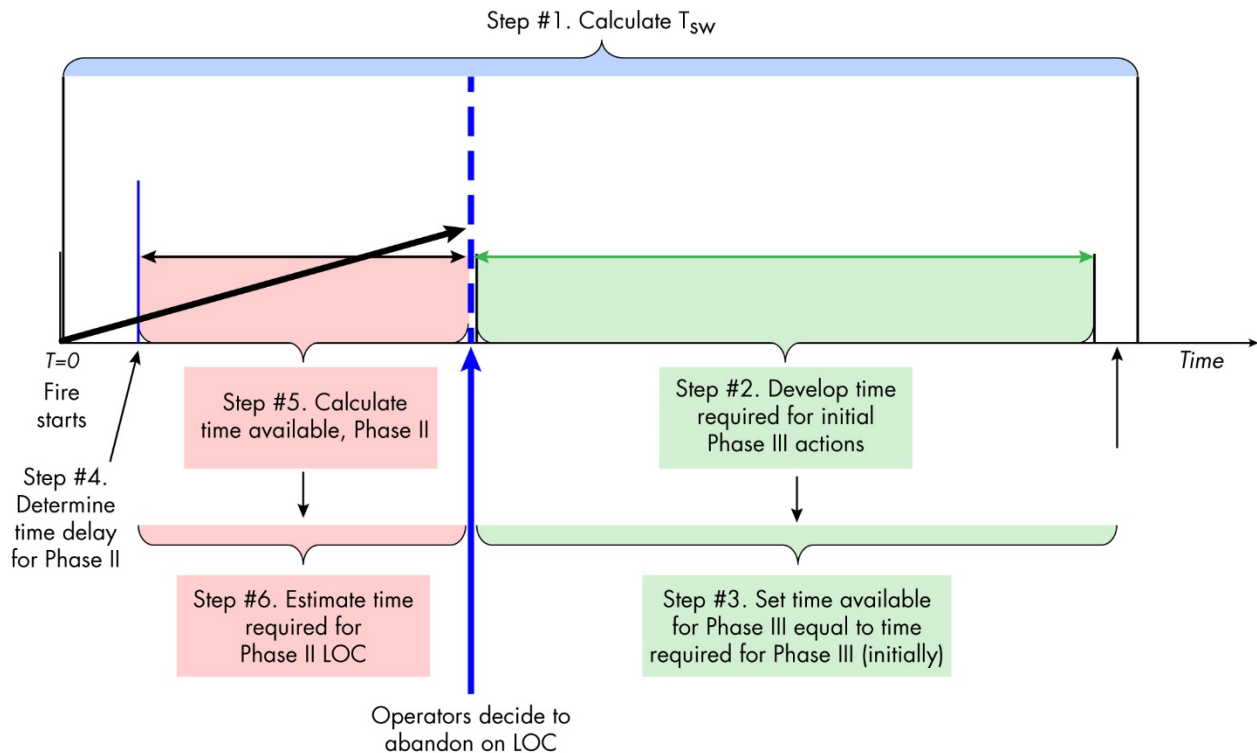 Step #1. Calculate Tsw
T=0
Fire
starts
Time
Step #4.
Determine
time delay
for Phase II
Step #5. Calculate
time available, Phase II
Step #2. Develop time
required for initial
Phase III actions
Step #6. Estimate time
required for
Phase II LOC
Step #3. Set time available
for Phase III equal to time
required for Phase III (initially)
Operators decide to
abandon on LOC